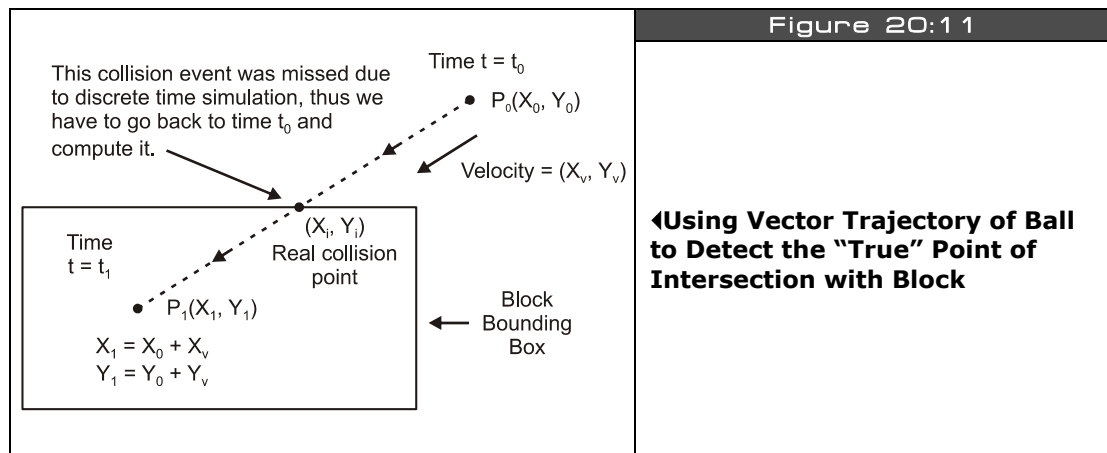 Figure 20:11
This collision event was missed due
to discrete time simulation, thus we
have to go back to time t₀ and
compute it.
Time t = t₀
P₀(X₀, Y₀)
Velocity = (Xᵥ, Yᵥ)
(Xᵢ, Yᵢ)
Real collision
point
Time
t = t₁
P₁(X₁, Y₁)
X₁ = X₀ + Xᵥ
Y₁ = Y₀ + Yᵥ
Block
Bounding
Box
Using Vector Trajectory of Ball
to Detect the “True” Point of
Intersection with Block